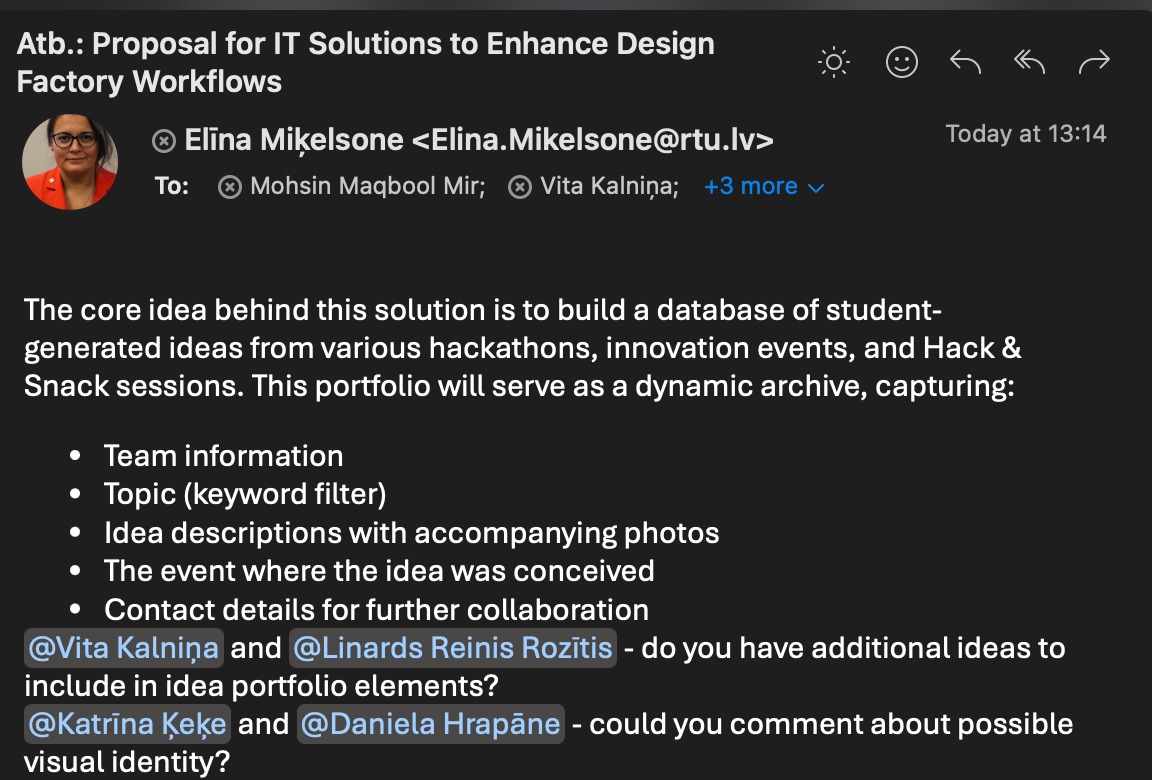 Atb.: Proposal for IT Solutions to Enhance Design
Factory Workflows
Elīna Miķelsone <Elina.Mikelsone@rtu.lv>
Today at 13:14
To: Mohsin Maqbool Mir; Vita Kalniņa; +3 more
The core idea behind this solution is to build a database of student-
generated ideas from various hackathons, innovation events, and Hack &
Snack sessions. This portfolio will serve as a dynamic archive, capturing:
• Team information
• Topic (keyword filter)
• Idea descriptions with accompanying photos
• The event where the idea was conceived
• Contact details for further collaboration
@Vita Kalniņa and @Linards Reinis Rozītis - do you have additional ideas to
include in idea portfolio elements?
@Katrīna Ķeķe and @Daniela Hrapāne - could you comment about possible
visual identity?